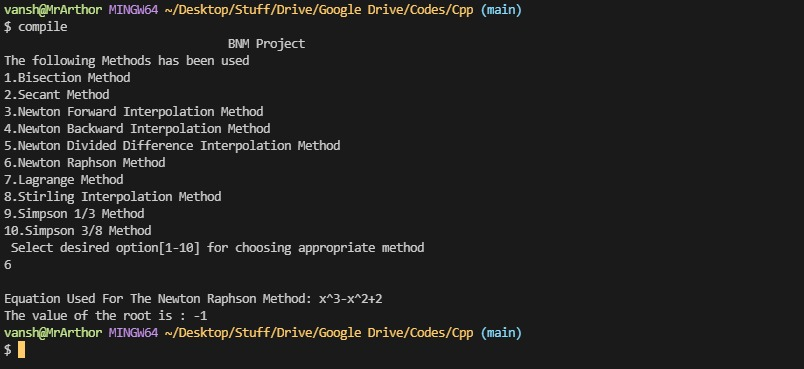 vansh@MrArthor MINGW64 ~/Desktop/Stuff/Drive/Google Drive/Codes/Cpp (main)
$ compile
BNM Project
The following Methods has been used
1.Bisection Method
2.Secant Method
3.Newton Forward Interpolation Method
4.Newton Backward Interpolation Method
5.Newton Divided Difference Interpolation Method
6.Newton Raphson Method
7.Lagrange Method
8.Stirling Interpolation Method
9.Simpson 1/3 Method
10.Simpson 3/8 Method
Select desired option[1-10] for choosing appropriate method
6
Equation Used For The Newton Raphson Method: x^3-x^2+2
The value of the root is : -1
vansh@MrArthor MINGW64 ~/Desktop/Stuff/Drive/Google Drive/Codes/Cpp (main)
$